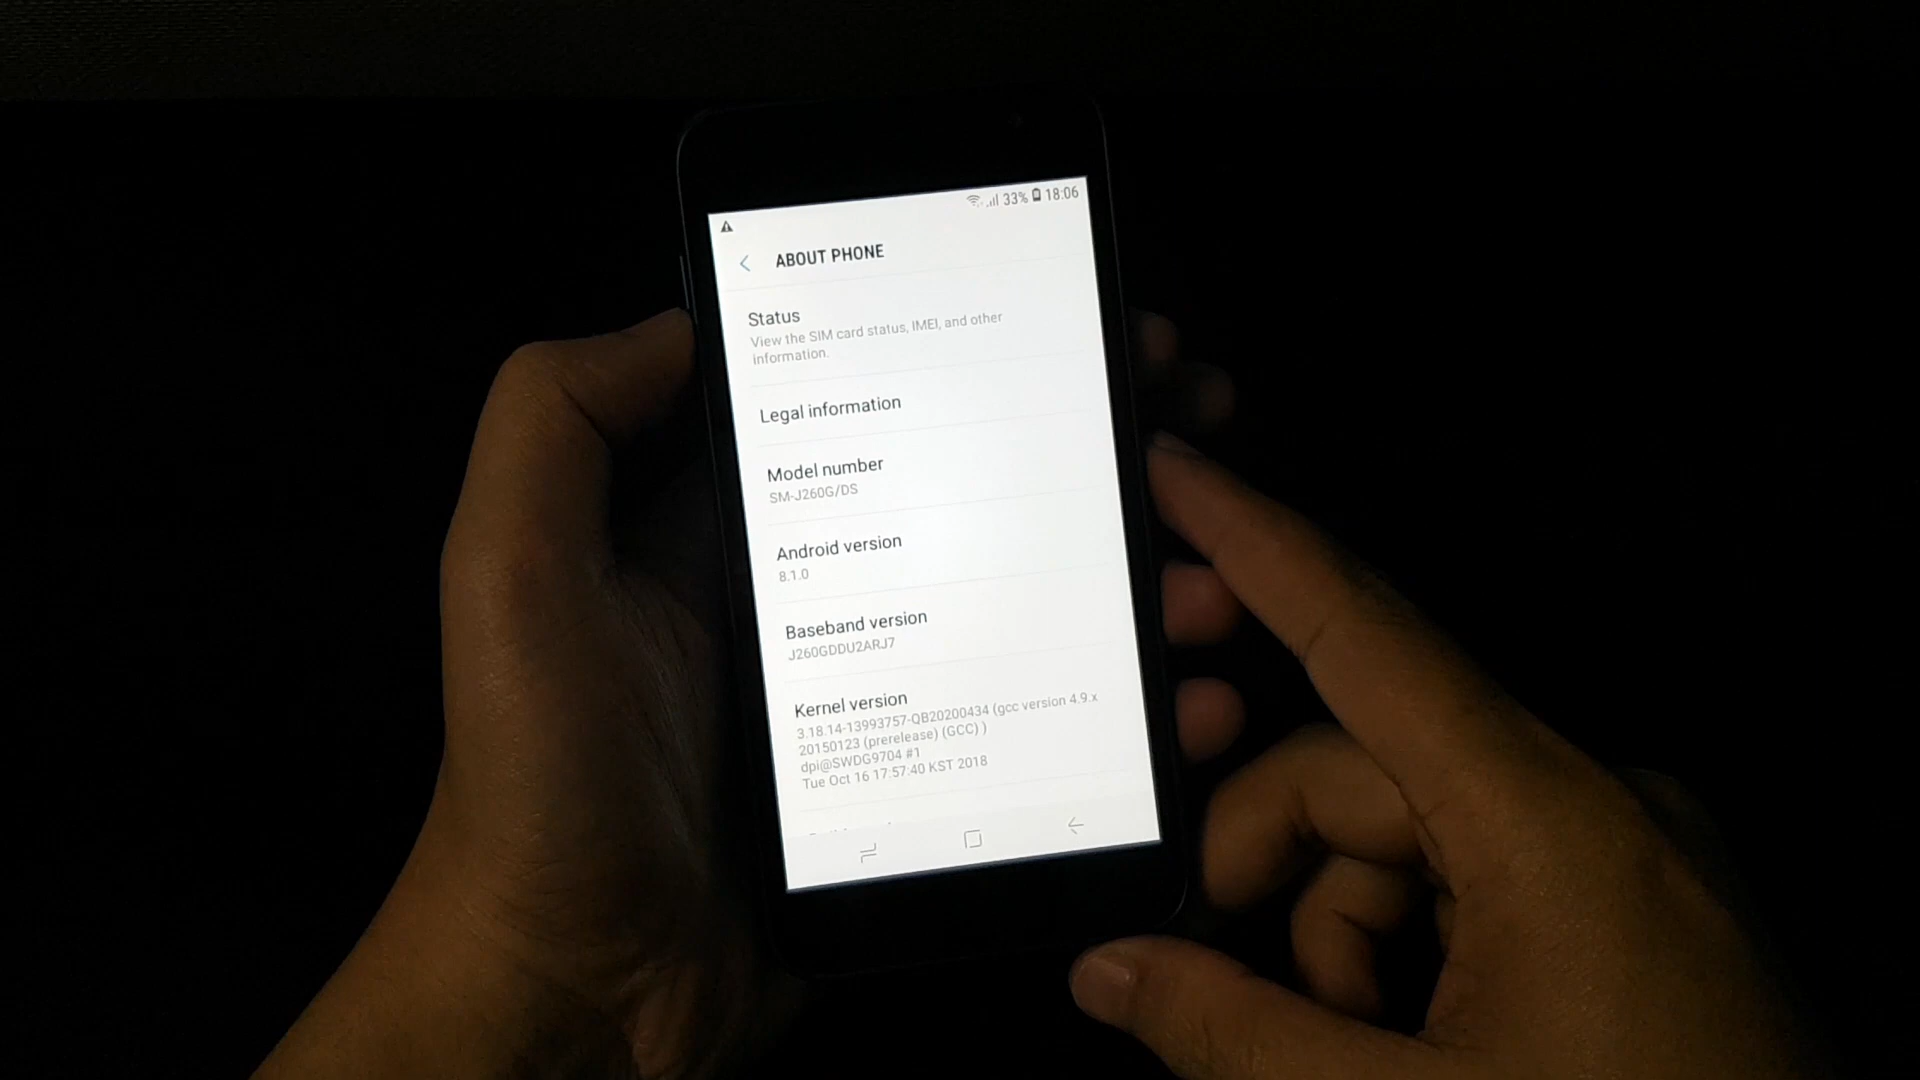 33% 18:06
ABOUT PHONE
Status
View the SIM card status, IMEI, and other
information.
Legal information
Model number
SM-J260G/DS
Android version
8.1.0
Baseband version
J260GDDU2ARJ7
Kernel version
3.18.14-13993757-QB20200434 (gcc version 4.9.x
20150123 (prerelease) (GCC) )
dpi@SWDG9704 #1
Tue Oct 16 17:57:40 KST 2018